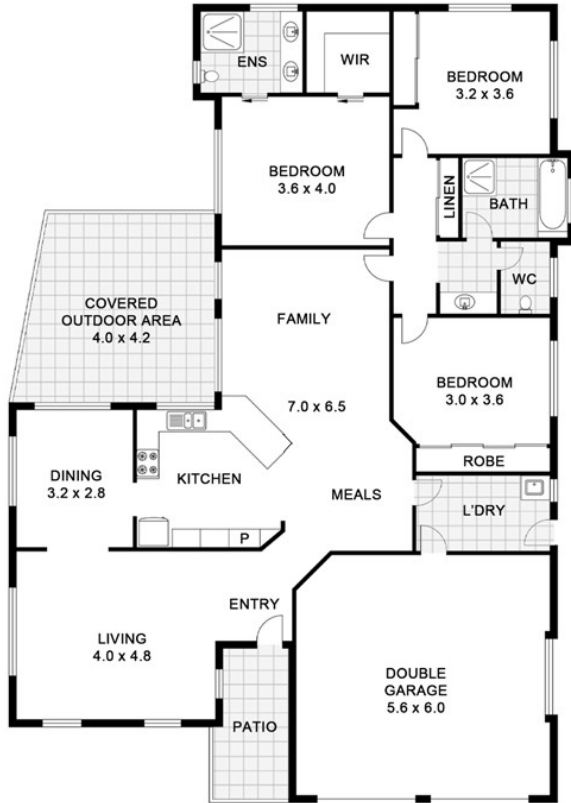 ENS
WIR
BEDROOM
3.2 x 3.6
BEDROOM
3.6 x 4.0
LINEN
BATH
WC
COVERED
OUTDOOR AREA
4.0 x 4.2
FAMILY
7.0 x 6.5
BEDROOM
3.0 x 3.6
ROBE
DINING
3.2 x 2.8
KITCHEN
MEALS
L'DRY
P
ENTRY
LIVING
4.0 x 4.8
PATIO
DOUBLE
GARAGE
5.6 x 6.0